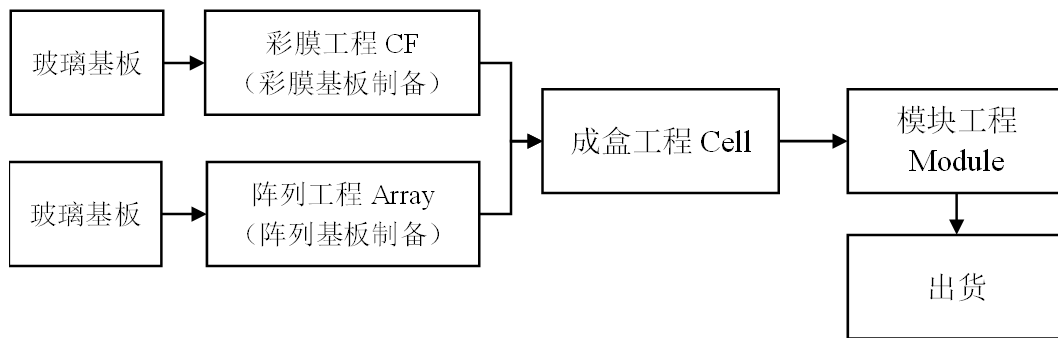 玻璃基板
彩膜工程 CF
（彩膜基板制备）
玻璃基板
阵列工程 Array
（阵列基板制备）
成盒工程 Cell
模块工程
Module
出货